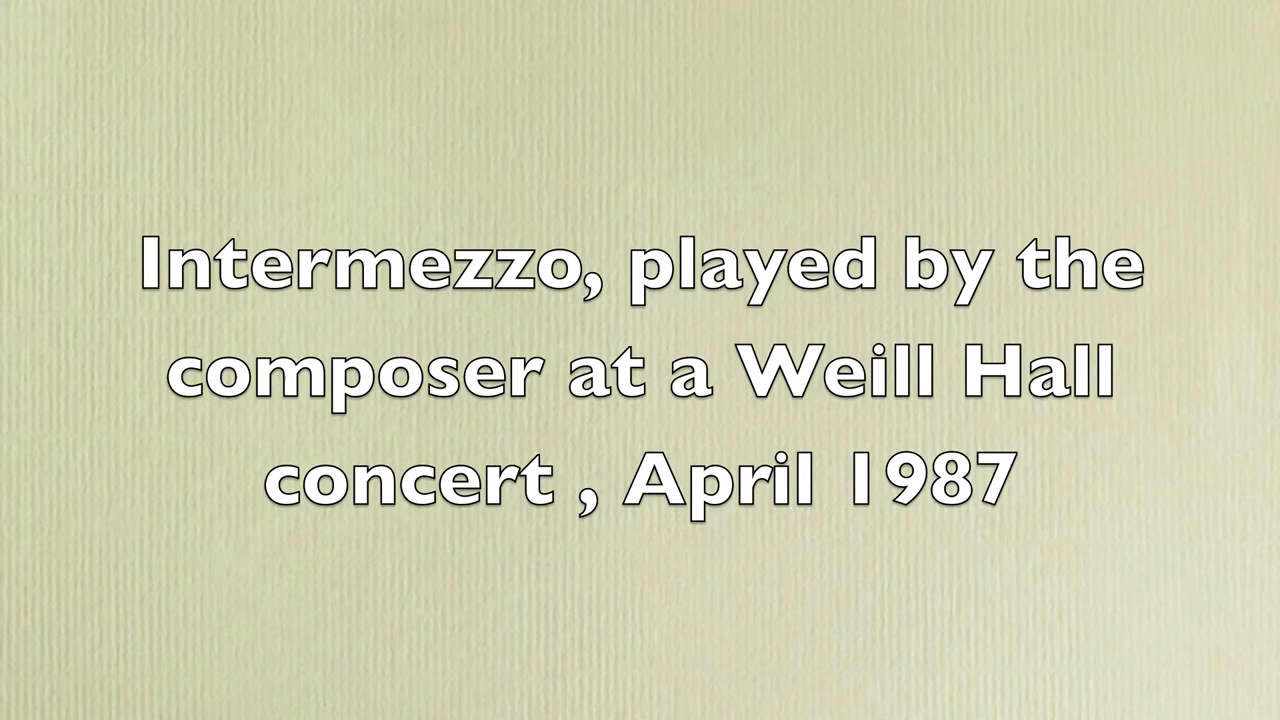 Intermezzo, played by the
composer at a Weill Hall
concert , April 1987